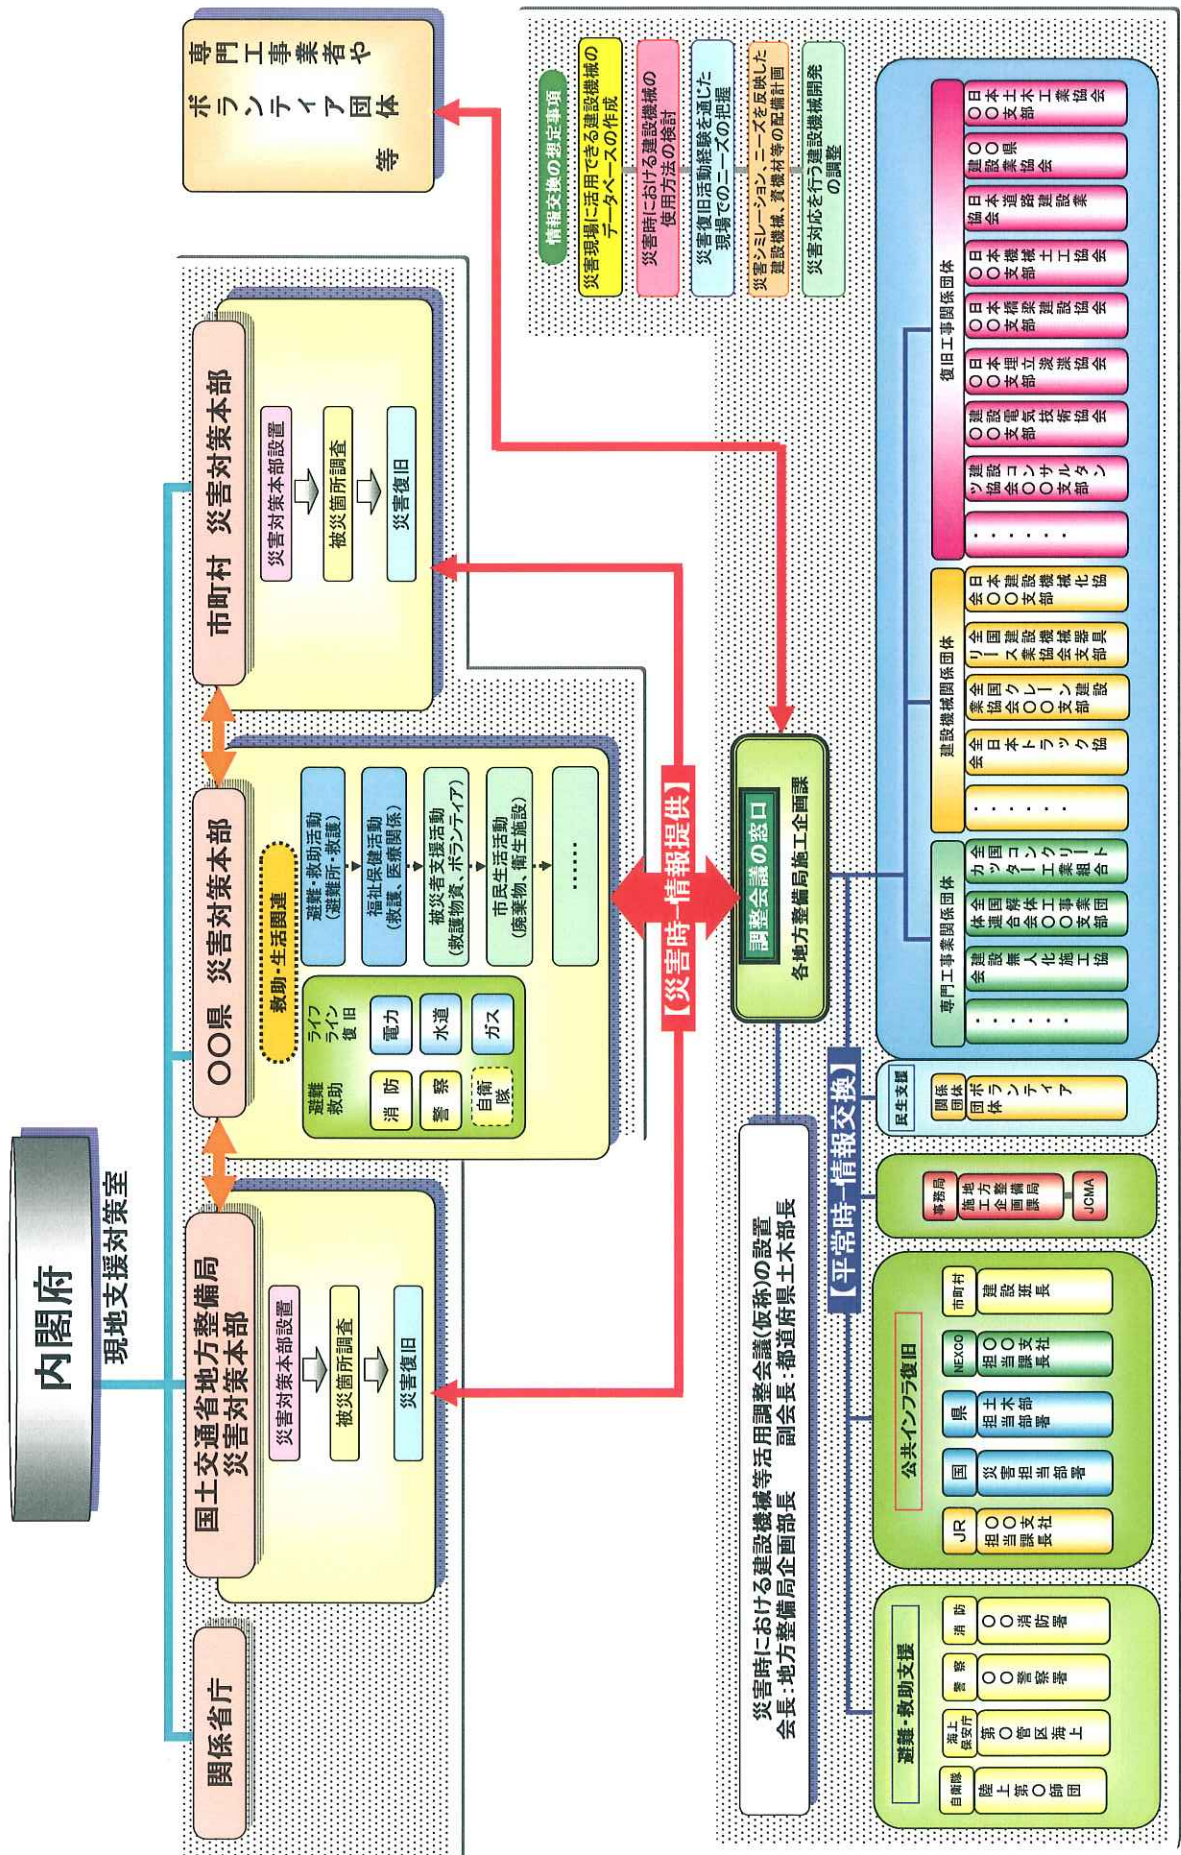 内閣府
現地支援対策室
関係省庁
国土交通省地方整備局
災害対策本部
災害対策本部設置
被災箇所調査
災害復旧
〇〇県 災害対策本部
救助・生活関連
避難
救助
消 防
警 察
自衛
隊
ライフ
ライン
復 旧
電力
水道
ガス
避難・救助活動
(避難所・救護)
福祉保健活動
(救護、医療関係)
被災者支援活動
(救護物資、ボランティア)
市民生活活動
(廃棄物、衛生施設)
………
市町村 災害対策本部
災害対策本部設置
被災箇所調査
災害復旧
専門工事業者や
ボランティア団体
等
【災害時―情報提供】
調整会議の窓口
各地方整備局施工企画課
災害時における建設機械等活用調整会議(仮称)の設置
会長:地方整備局企画部長 副会長:都道府県土木部長
【平常時―情報交換】
情報交換の想定事項
災害現場に活用できる建設機械の
データベースの作成
災害時における建設機械の
使用方法の検討
災害復旧活動経験を通じた
現場でのニーズの把握
災害シミレーション、ニーズを反映した
建設機械、資機材等の配備計画
災害対応を行う建設機械開発
の調整
避難・救助支援
自衛隊
陸上第〇師団
海上
保安庁
第〇管区海上
警 察
〇〇警察署
消 防
〇〇消防署
公共インフラ復旧
JR
〇〇支社
担当課長
国
災害担当部署
県
土木部
担当部署
NEXCO
〇〇支社
担当課長
市町村
建設班長
事務局
地方整備局
施工企画課
JCMA
民生支援
関係
団体
ボランティア
団体
専門工事業関係団体
・・・・・・
建設無人化施工協
会
全国解体工事業団
体連合会〇〇支部
全国コンクリート
カッター工業組合
建設機械関係団体
・・・・・・
全日本トラック協
会
全国クレーン建設
業協会〇〇支部
全国建設機械器具
リース業協会支部
日本建設機械化協
会〇〇支部
復旧工事関係団体
・・・・・・
建設コンサルタン
ツ協会〇〇支部
建設電気技術協会
〇〇支部
日本埋立浚渫協会
〇〇支部
日本橋梁建設協会
〇〇支部
日本機械土工協会
〇〇支部
日本道路建設業
協会
〇〇県
建設業協会
日本土木工業協会
〇〇支部